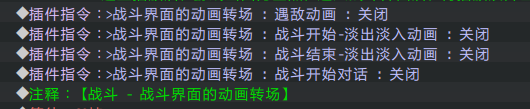 ◆插件指令：>战斗界面的动画转场 : 遇敌动画 : 关闭
◆插件指令：>战斗界面的动画转场 : 战斗开始-淡出淡入动画 : 关闭
◆插件指令：>战斗界面的动画转场 : 战斗结束-淡出淡入动画 : 关闭
◆插件指令：>战斗界面的动画转场 : 战斗开始对话 : 关闭
◆注释：【战斗 - 战斗界面的动画转场】